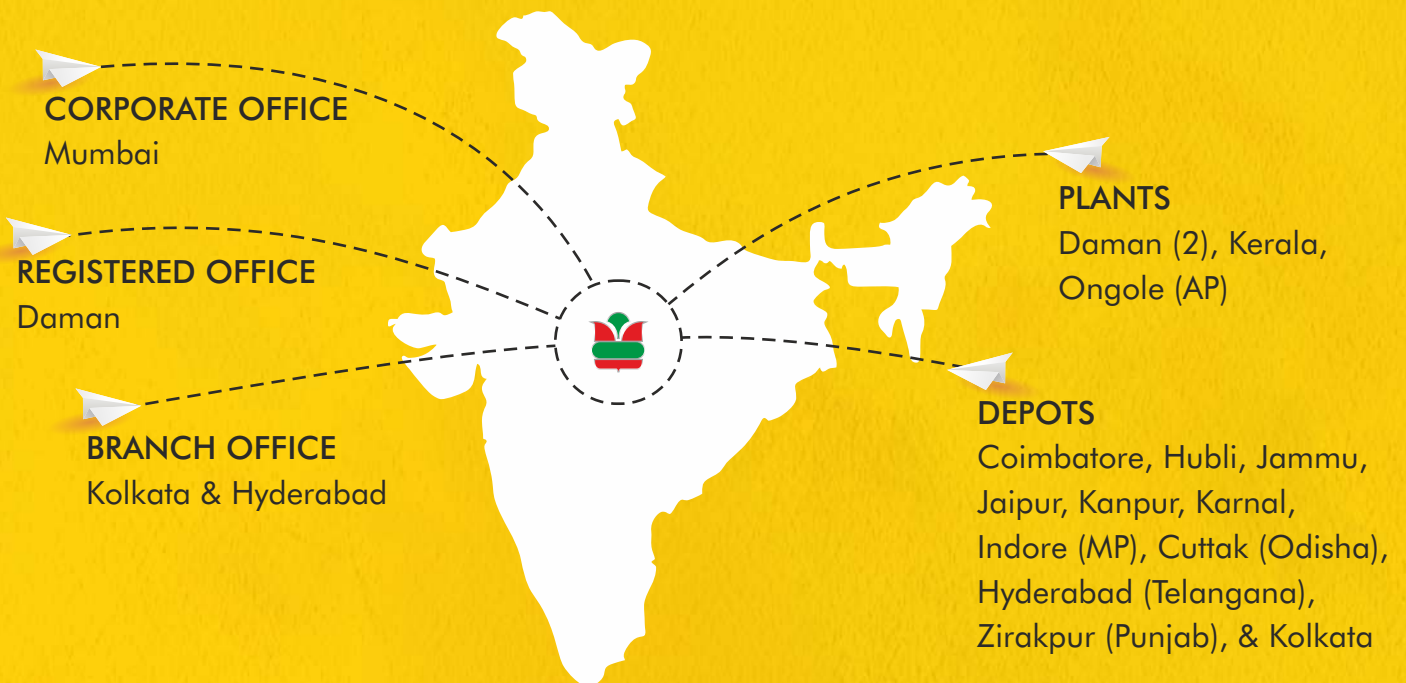 CORPORATE OFFICE
Mumbai
REGISTERED OFFICE
Daman
BRANCH OFFICE
Kolkata & Hyderabad
PLANTS
Daman (2), Kerala,
Ongole (AP)
DEPOTS
Coimbatore, Hubli, Jammu,
Jaipur, Kanpur, Karnal,
Indore (MP), Cuttak (Odisha),
Hyderabad (Telangana),
Zirakpur (Punjab), & Kolkata